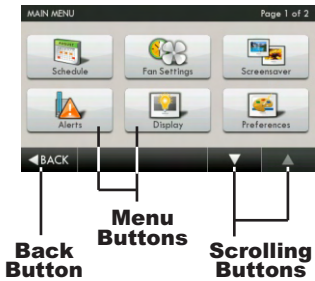 MAIN MENU Page 1 of 2
Schedule Fan Settings Screensaver
Alerts Display Preferences
BACK
Menu
Buttons
Back
Button
Scrolling
Buttons